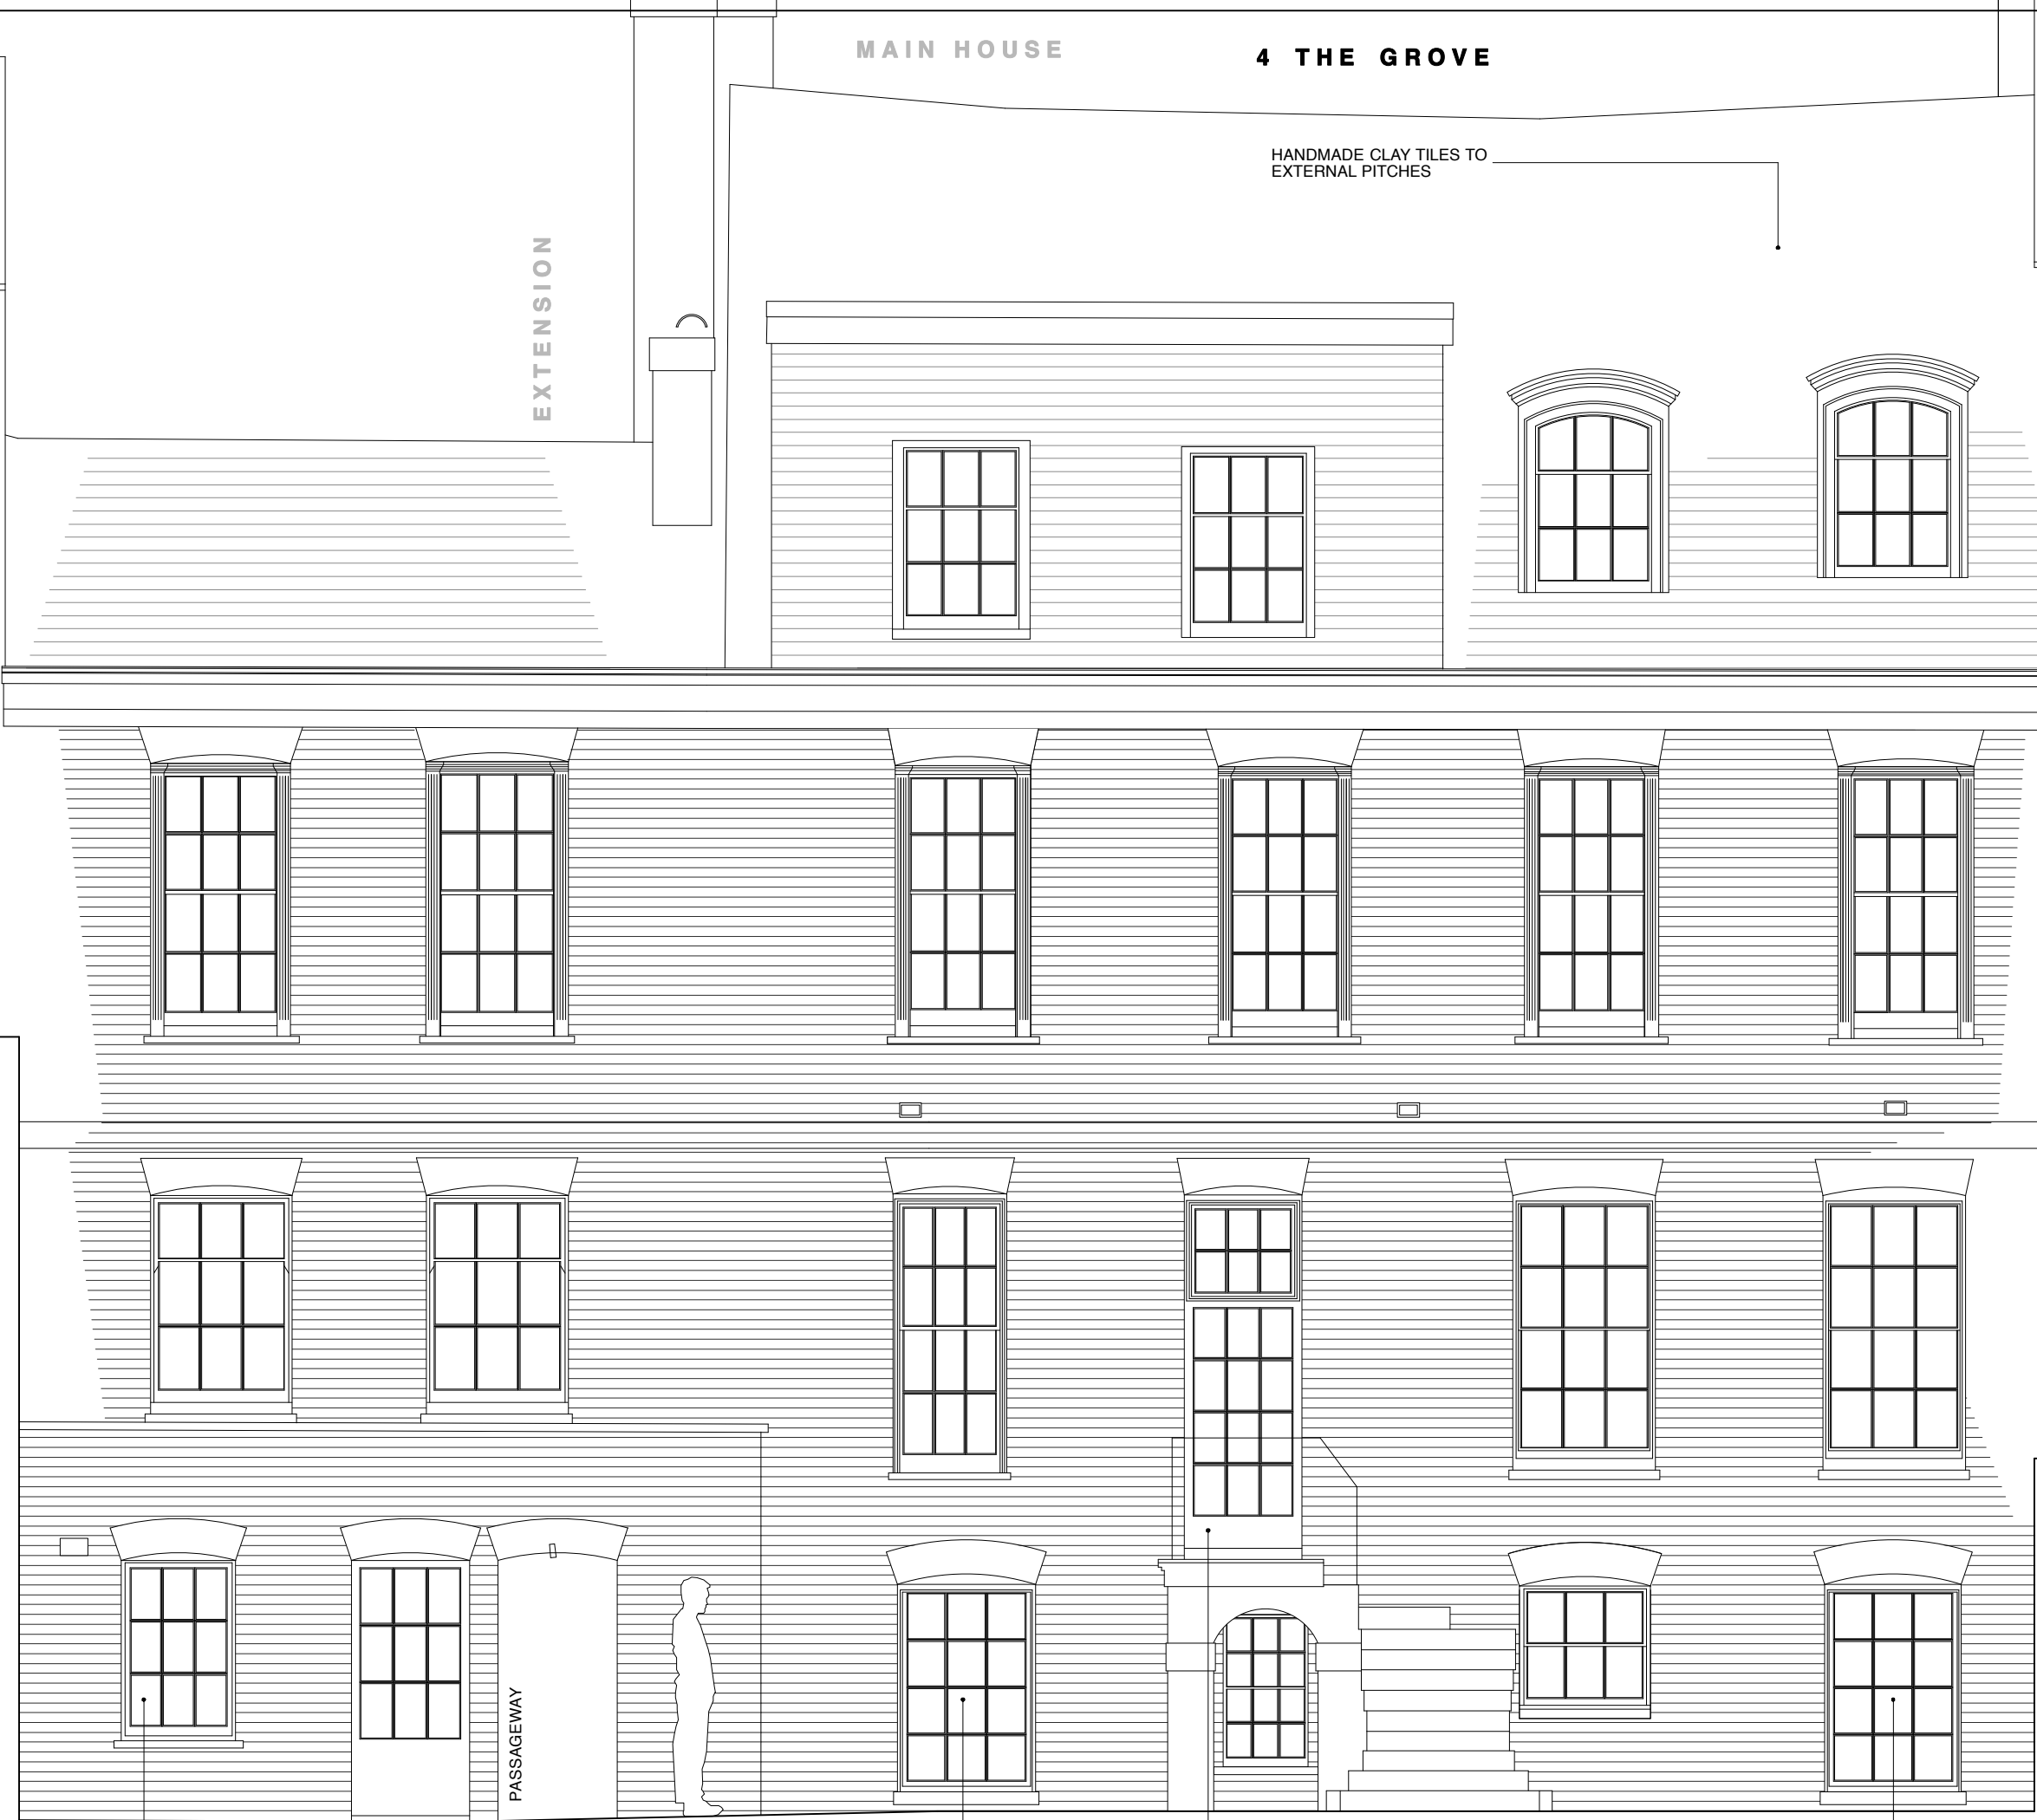 MAIN HOUSE
4 THE GROVE
HANDMADE CLAY TILES TO
EXTERNAL PITCHES
EXTENSION
PASSAGEWAY